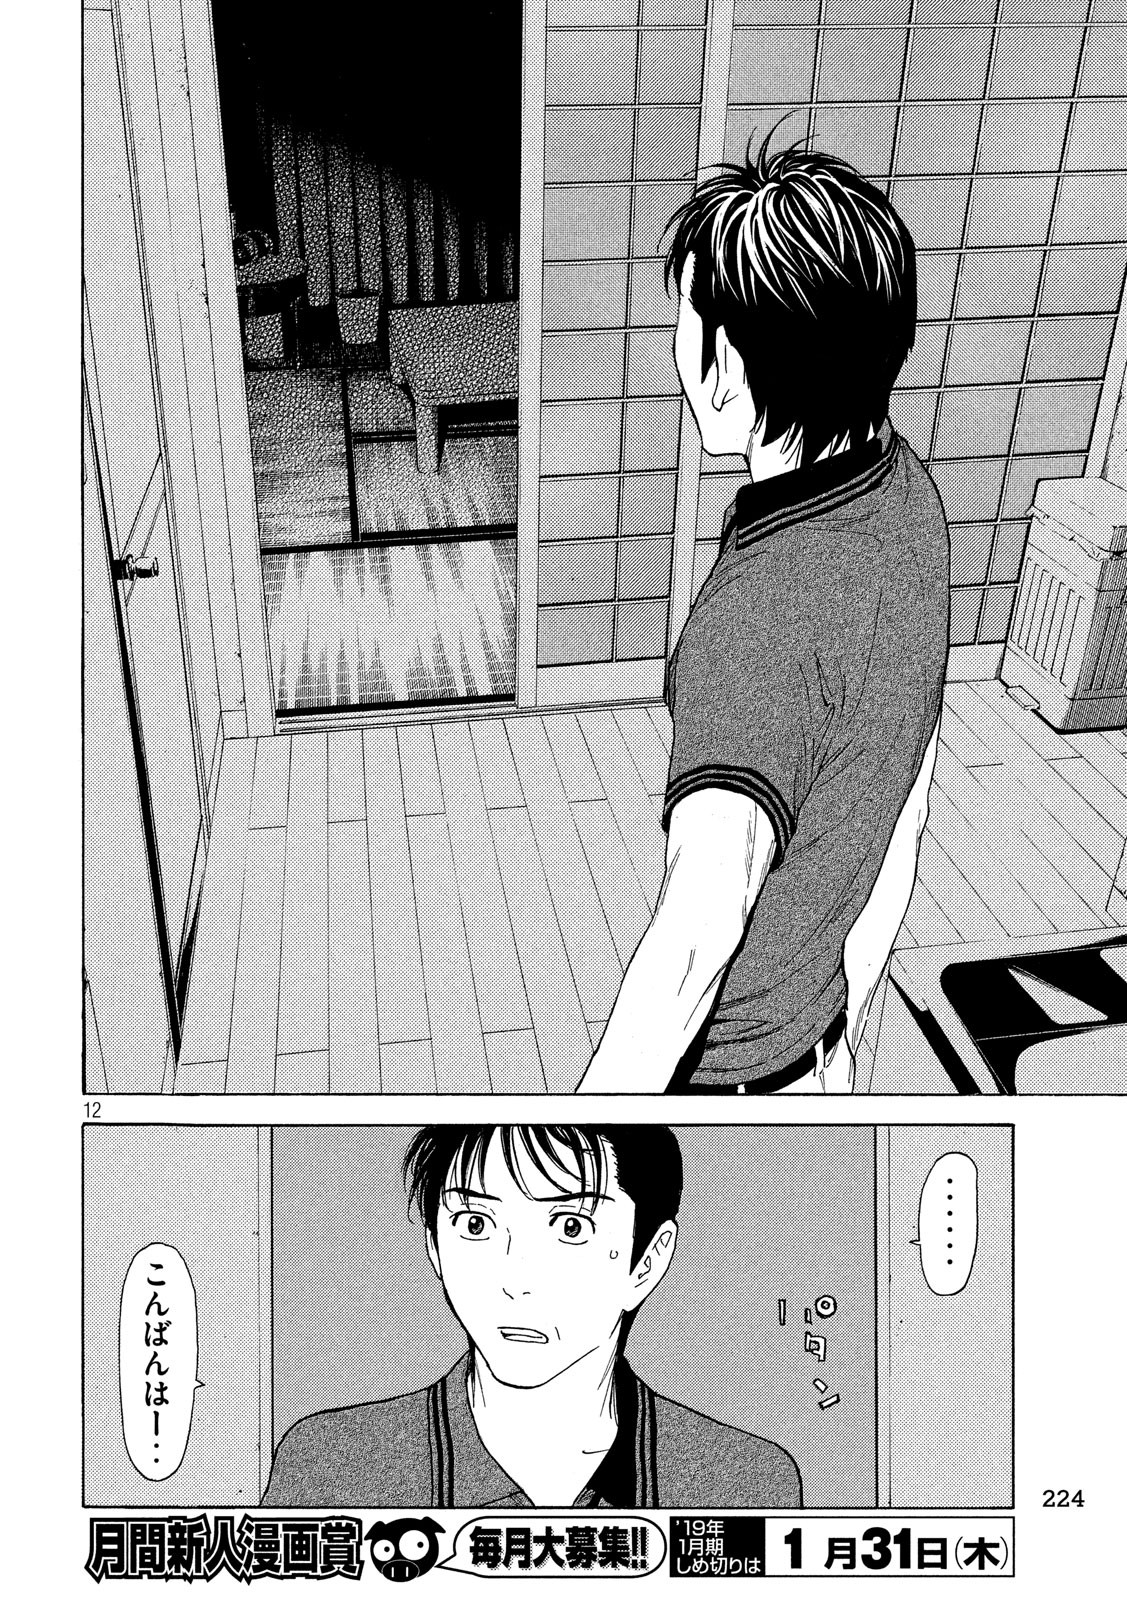 12
‥‥‥
パタン
こんばんはー‥
224
月間新人漫画賞
毎月大募集!!
'19年
1月期
しめ切りは
1月31日(木)